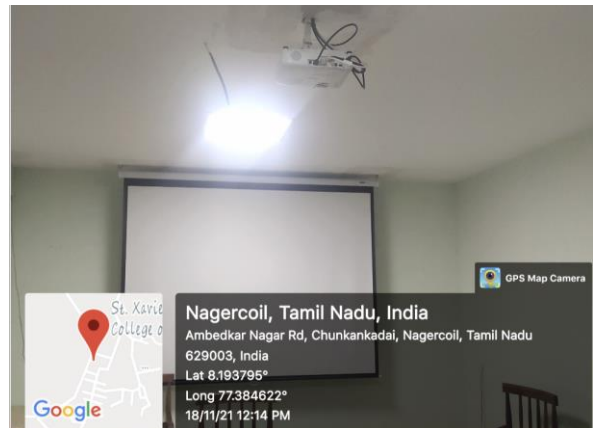 GPS Map Camera
St. Xavie
College o
Google
Nagercoil, Tamil Nadu, India
Ambedkar Nagar Rd, Chunkankadai, Nagercoil, Tamil Nadu
629003, India
Lat 8.193795°
Long 77.384622°
18/11/21 12:14 PM